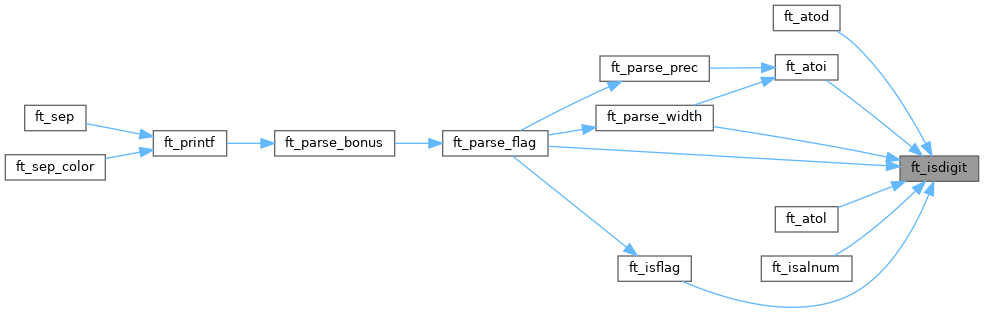 ft_atod
ft_atoi
ft_parse_prec
ft_parse_width
ft_sep
ft_printf
ft_parse_bonus
ft_parse_flag
ft_sep_color
ft_isdigit
ft_atol
ft_isflag
ft_isalnum